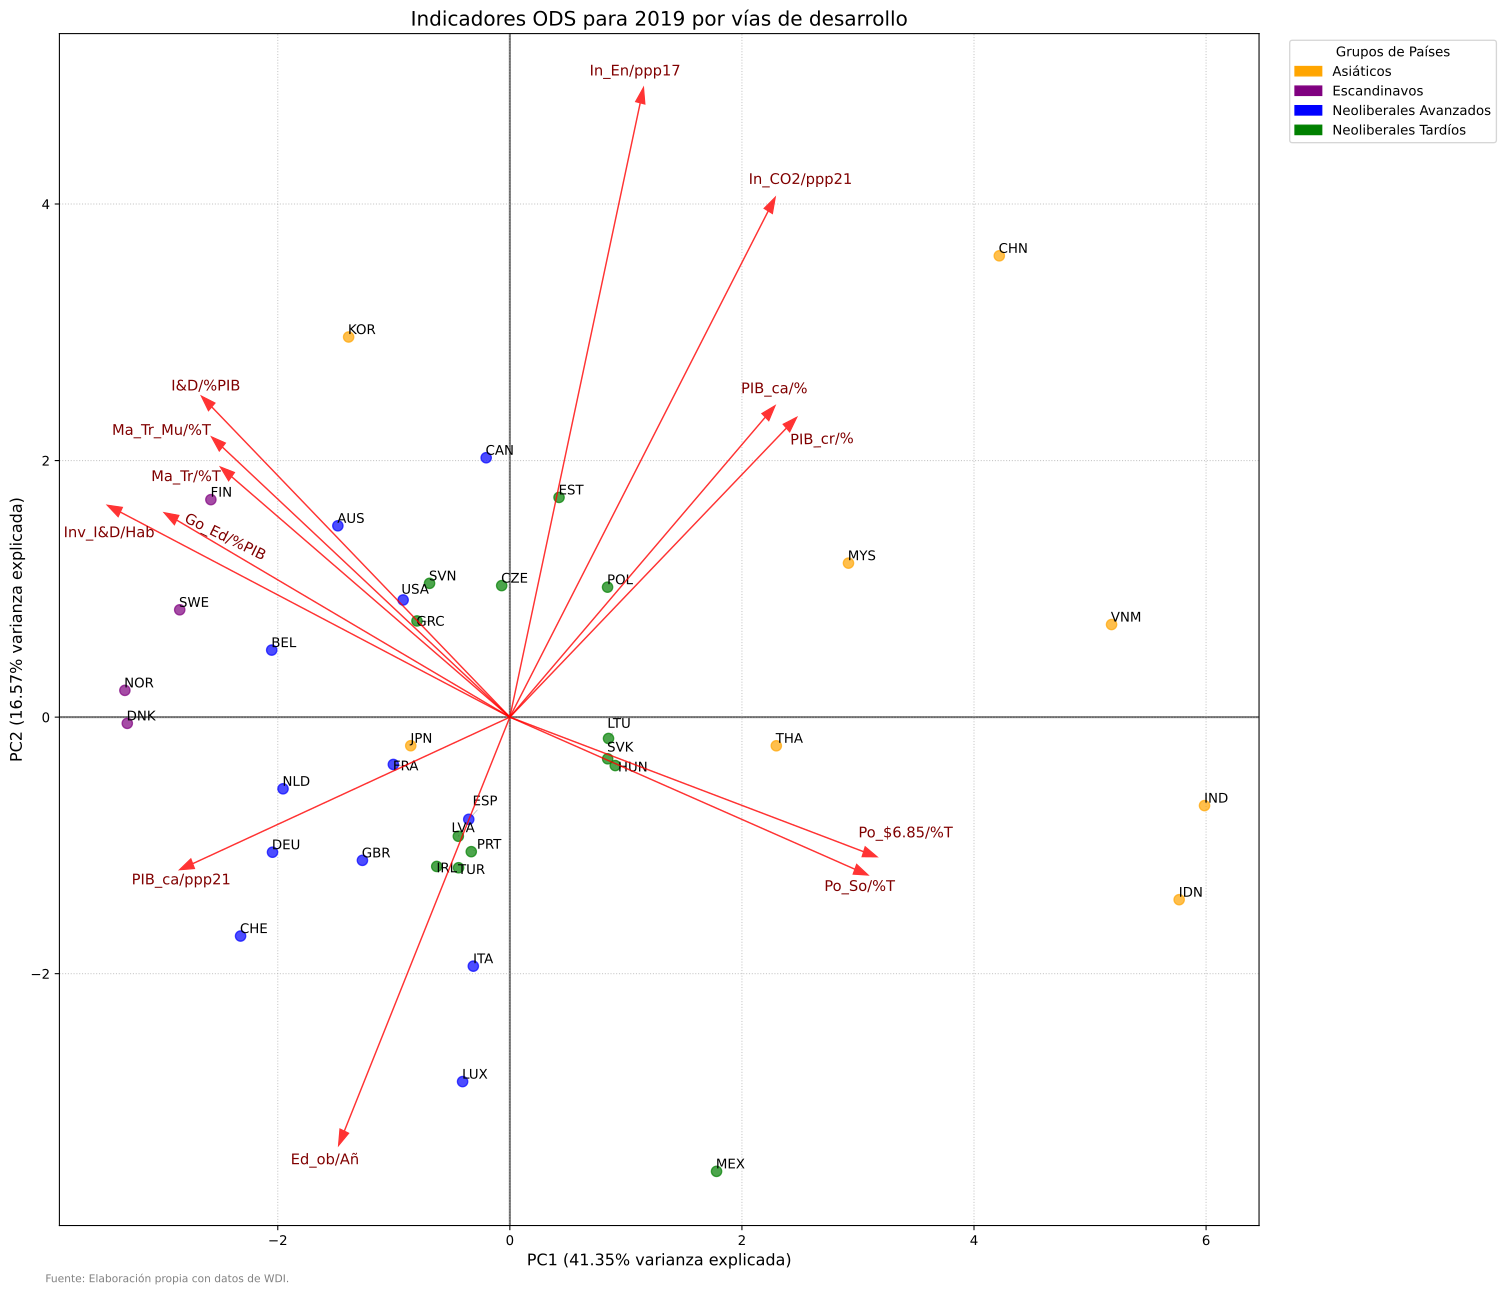 Indicadores ODS para 2019 por vías de desarrollo
Grupos de Países
Asiáticos
Escandinavos
Neoliberales Avanzados
Neoliberales Tardíos
In_En/ppp17
In_CO2/ppp21
CHN
KOR
I&D/%PIB
PIB_ca/%
Ma_Tr_Mu/%T
PIB_cr/%
CAN
Ma_Tr/%T
FIN
EST
AUS
Inv_I&D/Hab
Go_Ed/%PIB
MYS
SVN
CZE
POL
USA
SWE
GRC
VNM
BEL
NOR
DNK
LTU
JPN
SVK
THA
FRA
HUN
NLD
ESP
IND
LVA
Po_$6.85/%T
DEU
GBR
PRT
IRL
TUR
PIB_ca/ppp21
Po_So/%T
IDN
CHE
ITA
LUX
Ed_ob/Añ
MEX
4
2
0
−2
−2
0
2
4
6
PC2 (16.57% varianza explicada)
PC1 (41.35% varianza explicada)
Fuente: Elaboración propia con datos de WDI.